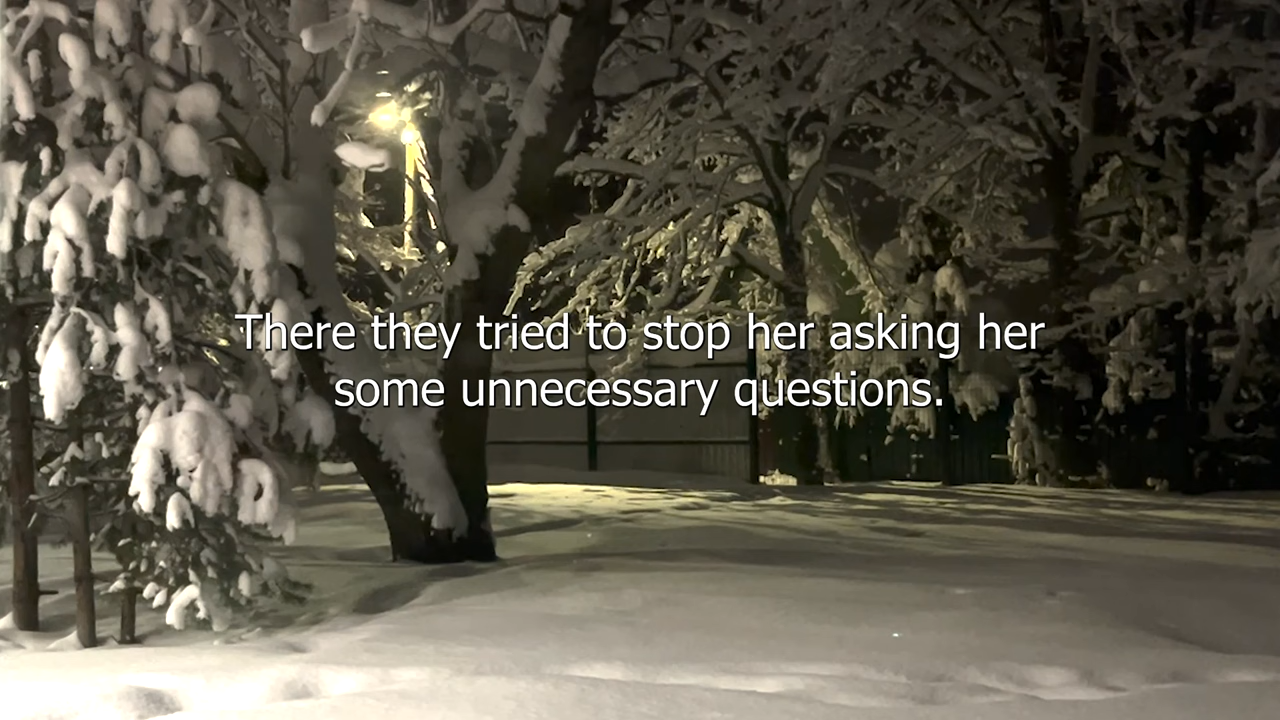 There they tried to stop her asking her
some unnecessary questions.